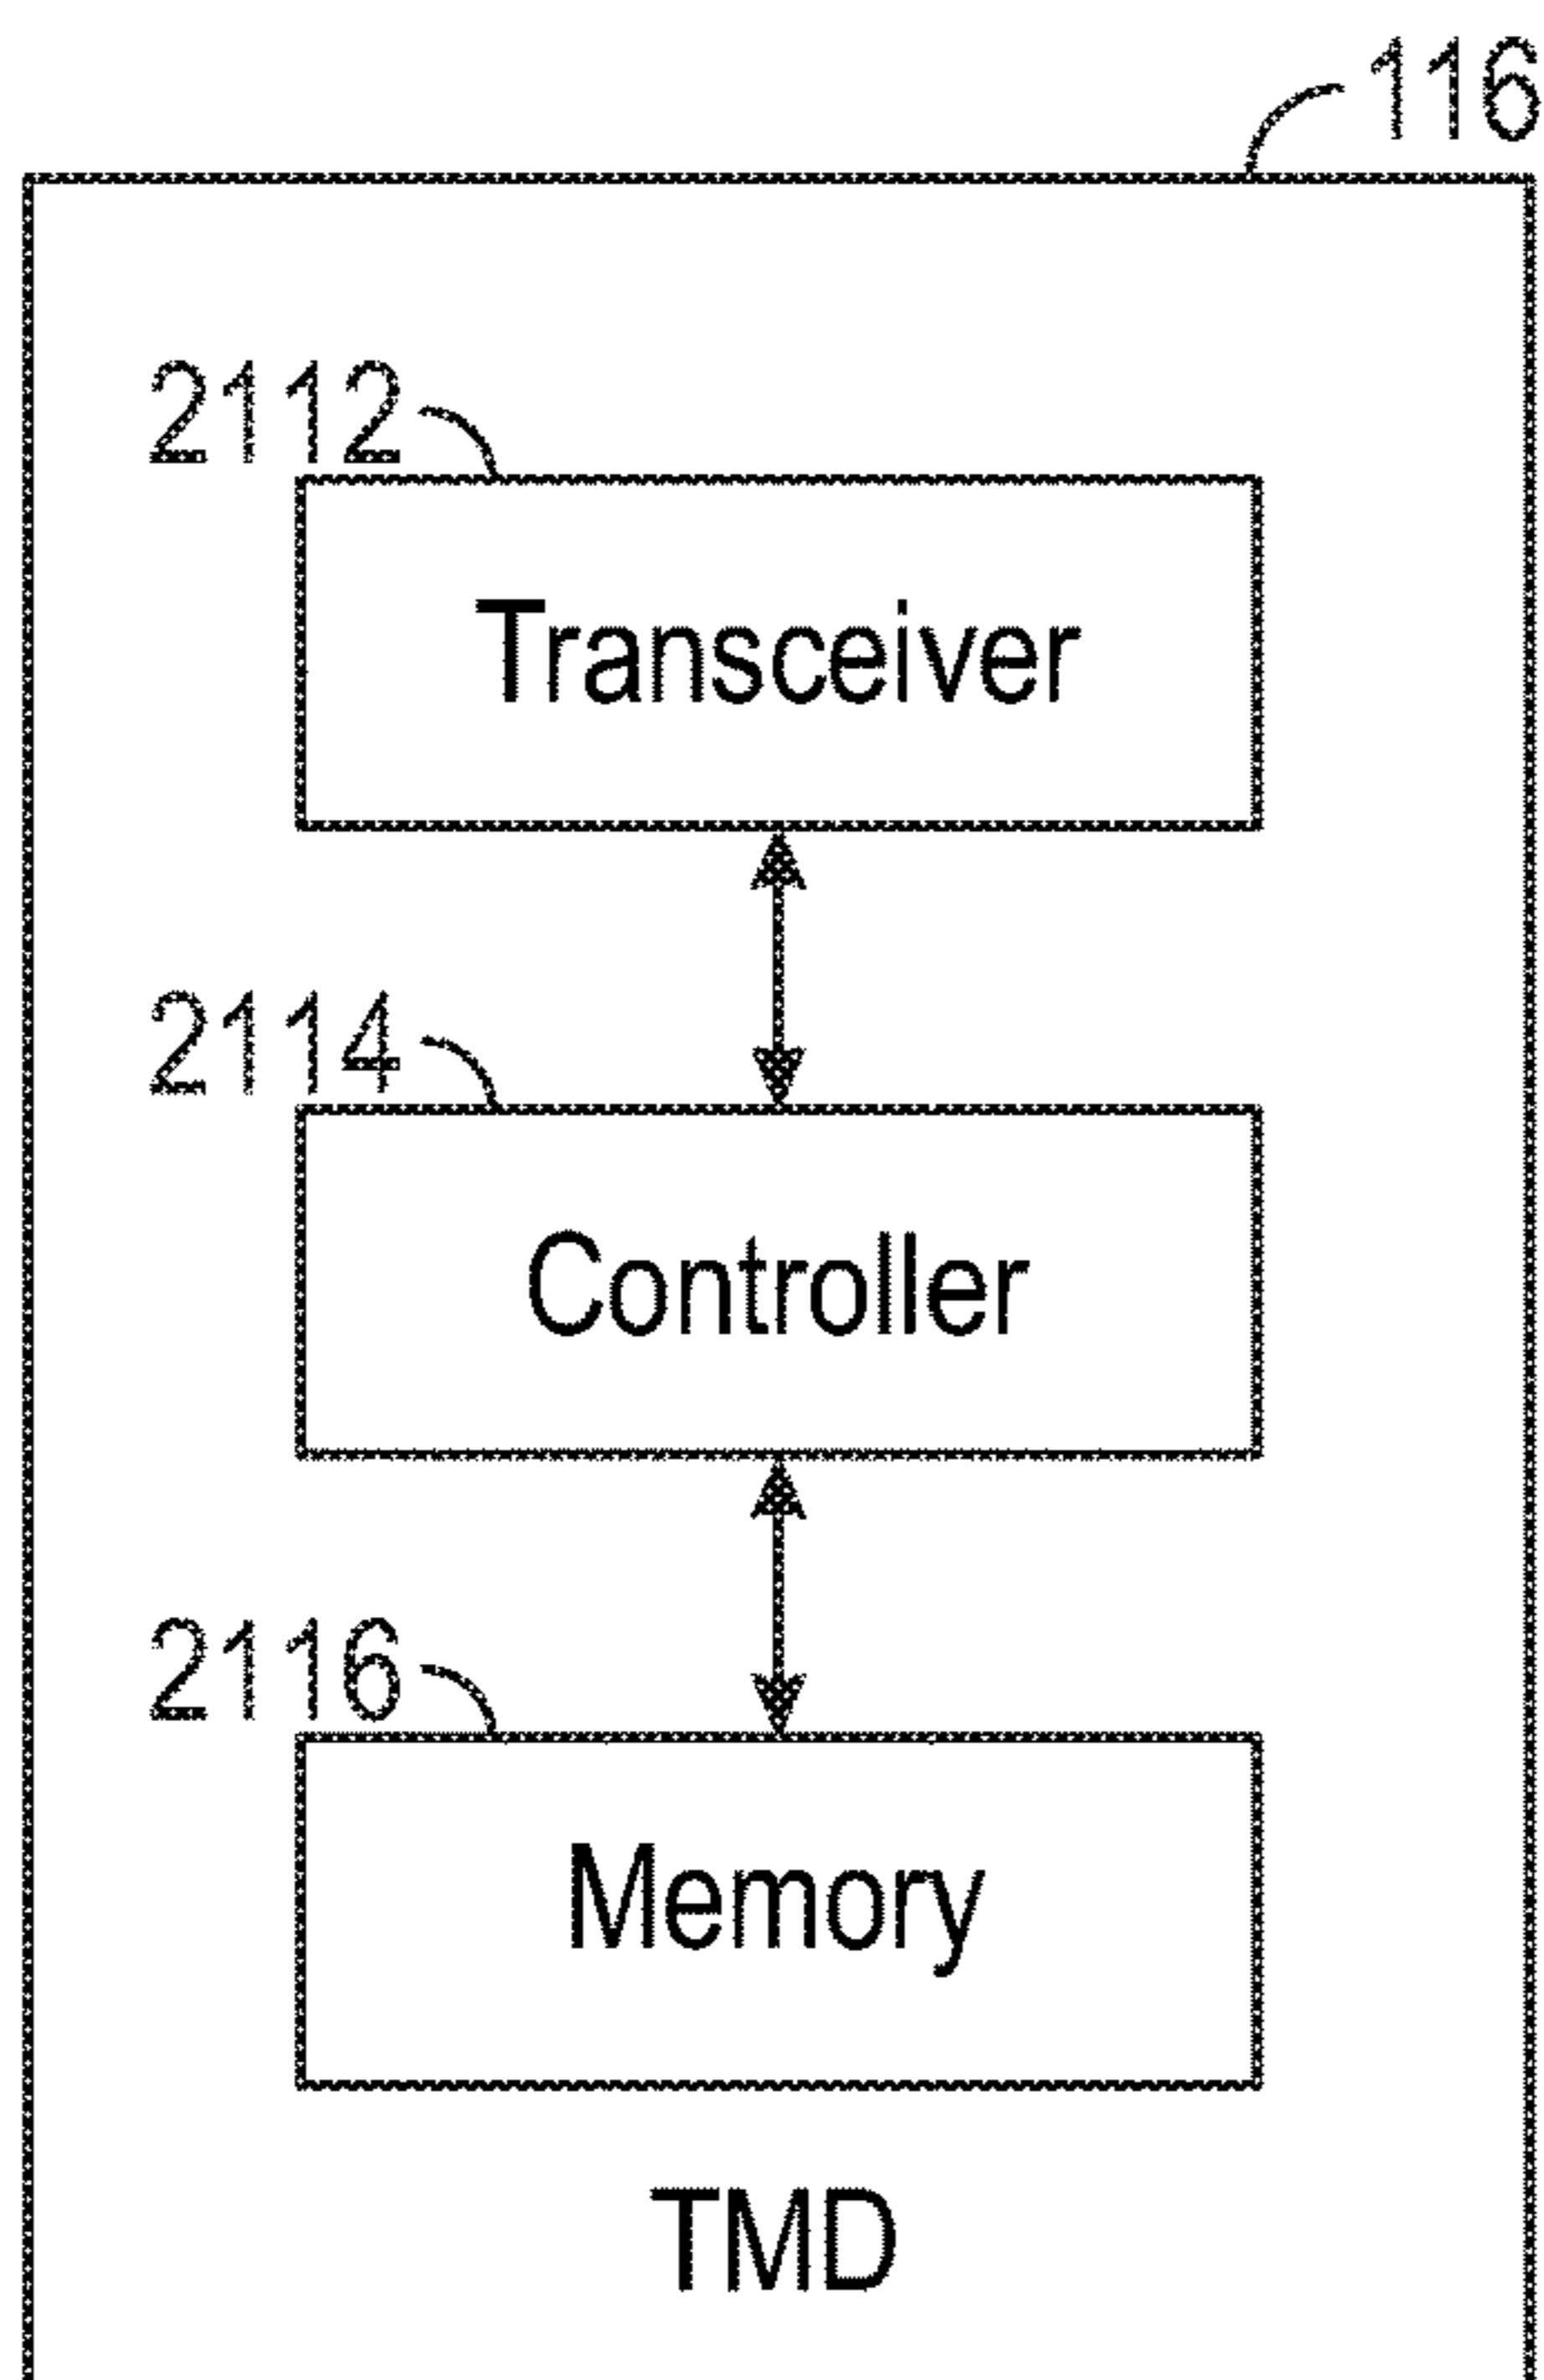 116
2112
Transceiver
2114
Controller
2116
Memory
TMD